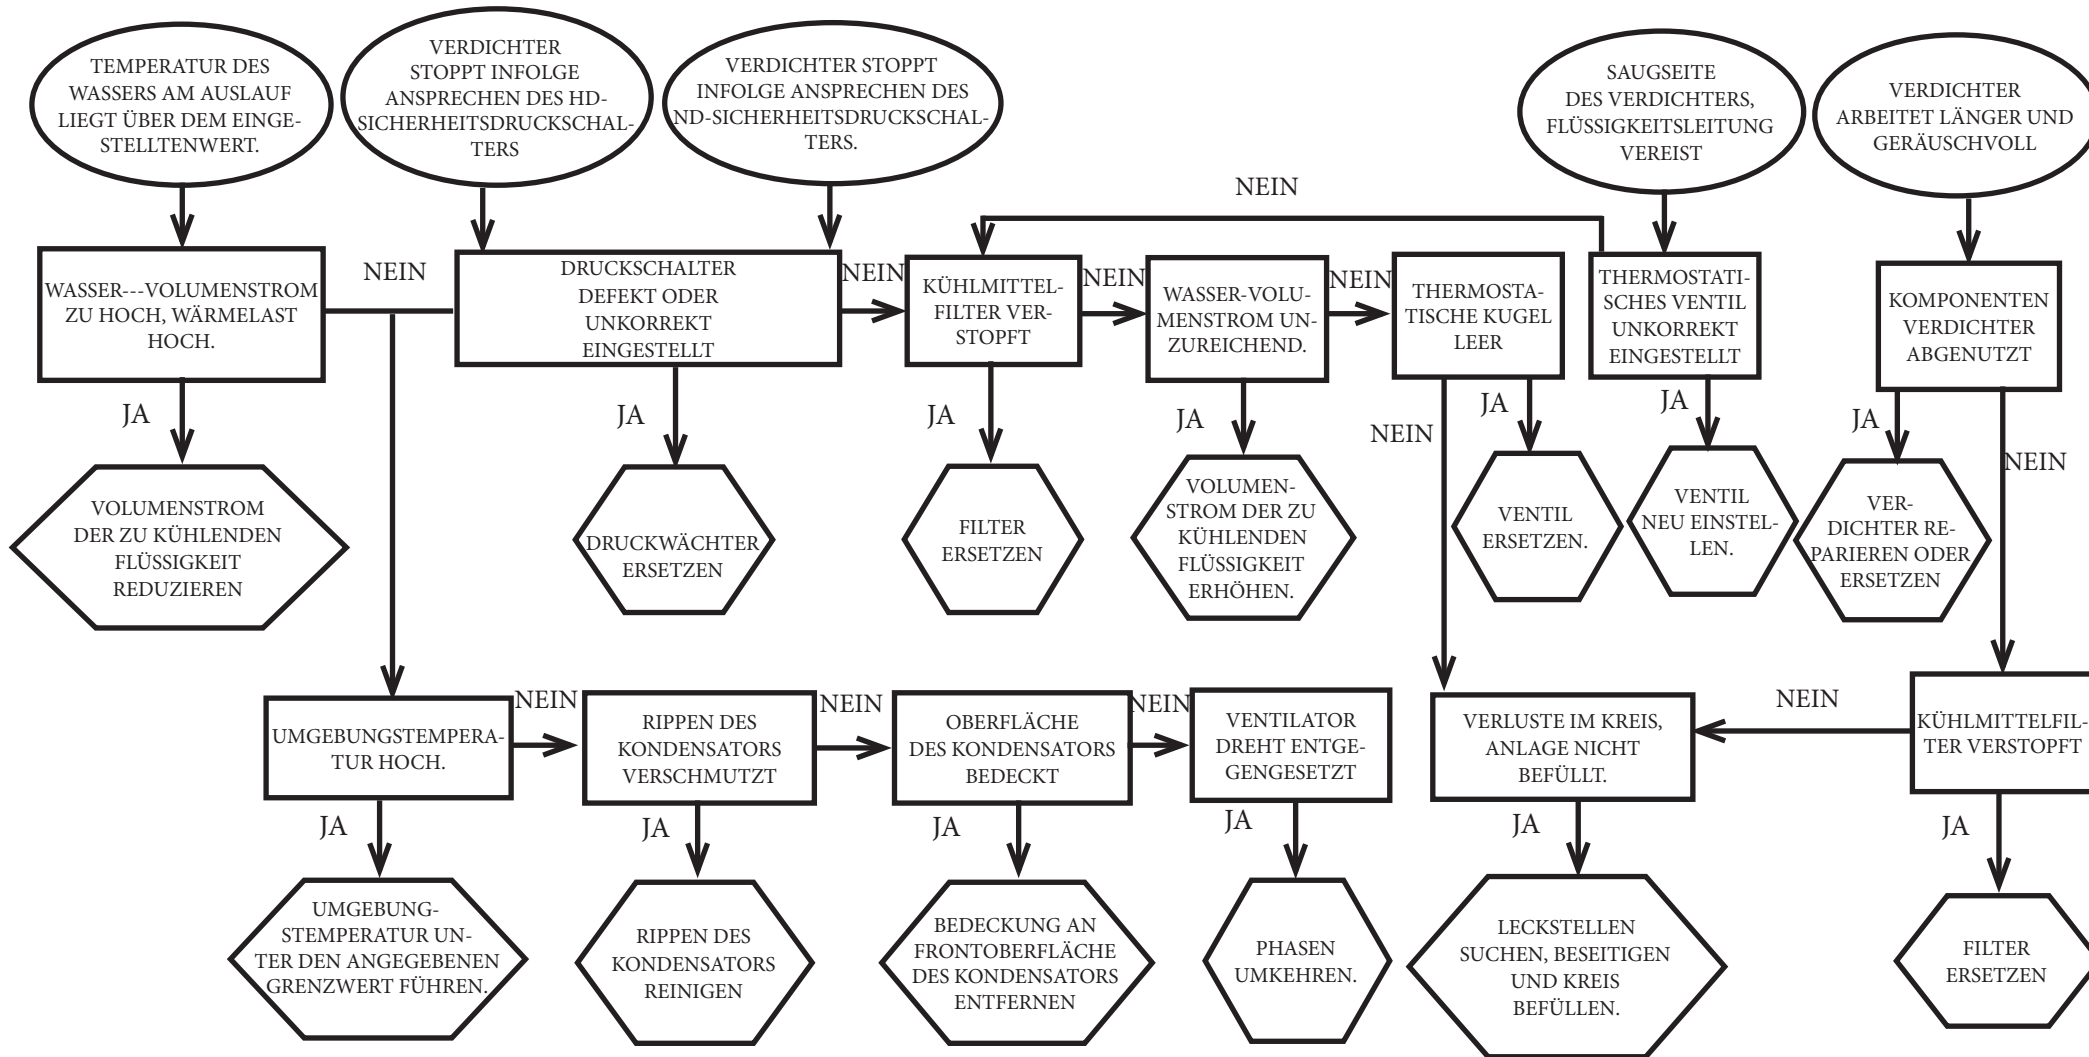 TEMPERATUR DES
WASSERS AM AUSLAUF
LIEGT ÜBER DEM EINGE-
STELLTENWERT.
VERDICHTER
STOPPT INFOLGE
ANSPRECHEN DES HD-
SICHERHEITSDRUCKSCHAL-
TERS
VERDICHTER STOPPT
INFOLGE ANSPRECHEN DES
ND-SICHERHEITSDRUCKSCHAL-
TERS.
SAUGSEITE
DES VERDICHTERS,
FLÜSSIGKEITSLEITUNG
VEREIST
VERDICHTER
ARBEITET LÄNGER UND
GERÄUSCHVOLL
NEIN
WASSER---VOLUMENSTROM
ZU HOCH, WÄRMELAST
HOCH.
NEIN
DRUCKSCHALTER
DEFEKT ODER
UNKORREKT
EINGESTELLT
NEIN
KÜHLMITTEL-
FILTER VER-
STOPFT
NEIN
WASSER-VOLU-
MENSTROM UN-
ZUREICHEND.
NEIN
THERMOSTA-
TISCHE KUGEL
LEER
THERMOSTATI-
SCHES VENTIL
UNKORREKT
EINGESTELLT
KOMPONENTEN
VERDICHTER
ABGENUTZT
JA
JA
JA
JA
NEIN
JA
JA
JA
NEIN
VOLUMENSTROM
DER ZU KÜHLENDEN
FLÜSSIGKEIT
REDUZIEREN
DRUCKWÄCHTER
ERSETZEN
FILTER
ERSETZEN
VOLUMEN-
STROM DER ZU
KÜHLENDEN
FLÜSSIGKEIT
ERHÖHEN.
VENTIL
ERSETZEN.
VENTIL
NEU EINSTEL-
LEN.
VER-
DICHTER RE-
PARIEREN ODER
ERSETZEN
UMGEBUNGSTEMPERA-
TUR HOCH.
NEIN
RIPPEN DES
KONDENSATORS
VERSCHMUTZT
NEIN
OBERFLÄCHE
DES KONDENSATORS
BEDECKT
NEIN
VENTILATOR
DREHT ENTGE-
GENGESETZT
VERLUSTE IM KREIS,
ANLAGE NICHT
BEFÜLLT.
NEIN
KÜHLMITTELFIL-
TER VERSTOPFT
JA
JA
JA
JA
JA
JA
UMGEBUNG-
STEMPERATUR UN-
TER DEN ANGEGEBENEN
GRENZWERT FÜHREN.
RIPPEN DES
KONDENSATORS
REINIGEN
BEDECKUNG AN
FRONTOBERFLÄCHE
DES KONDENSATORS
ENTFERNEN
PHASEN
UMKEHREN.
LECKSTELLEN
SUCHEN, BESEITIGEN
UND KREIS
BEFÜLLEN.
FILTER
ERSETZEN